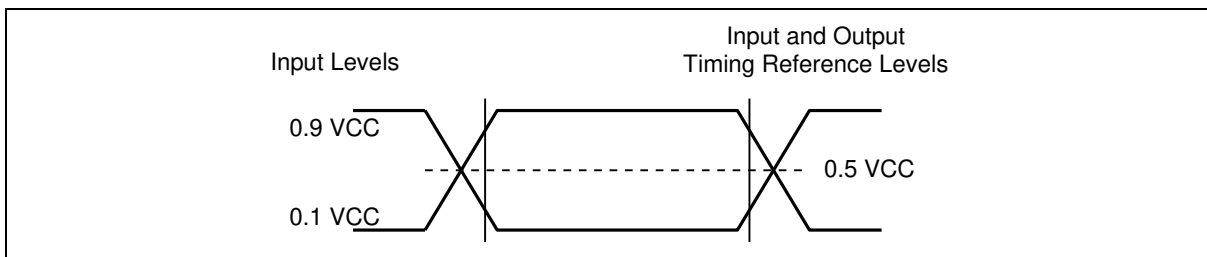 Input and Output
Input Levels
Timing Reference Levels
0.9 VCC
0.5 VCC
0.1 VCC